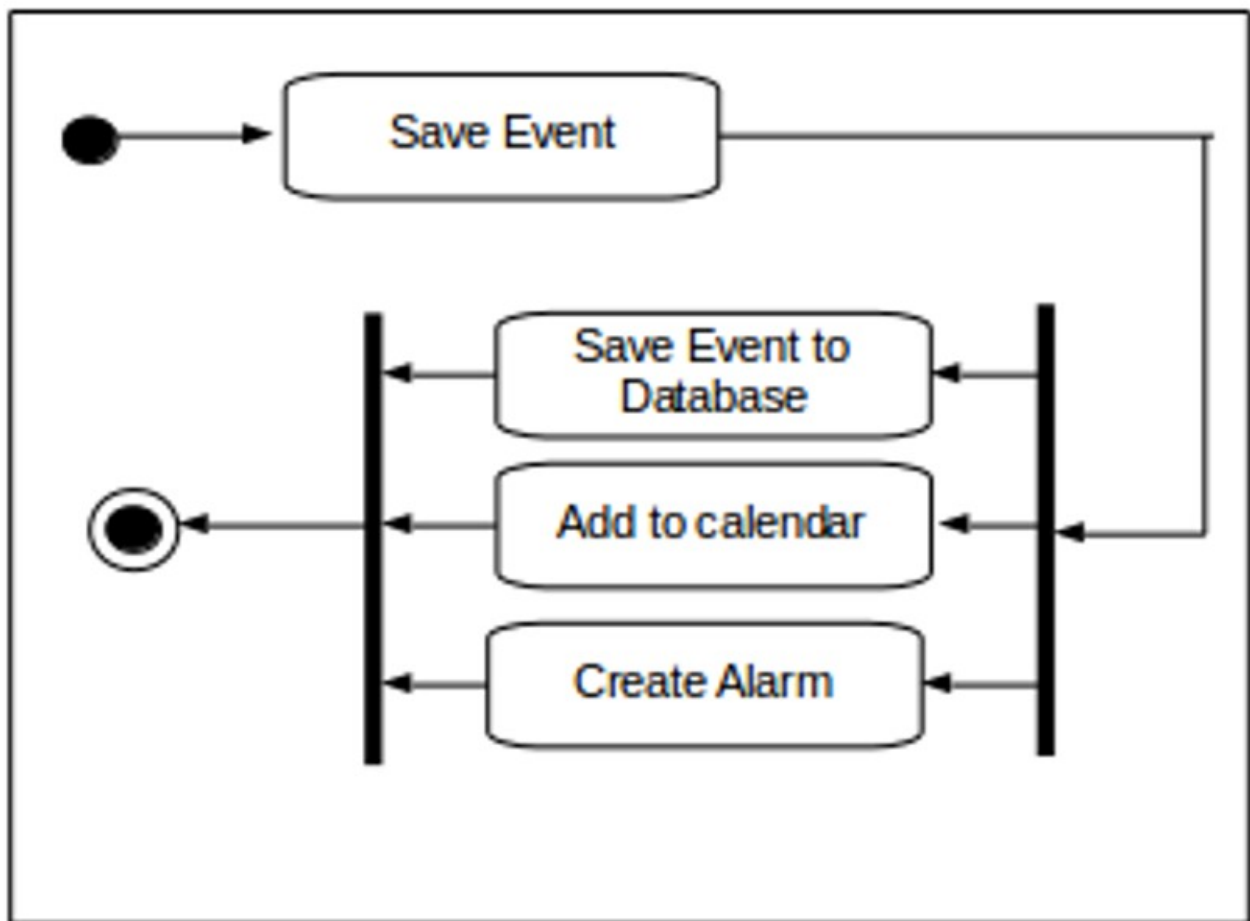 Save Event
Save Event to
Database
Add to calendar
Create Alarm